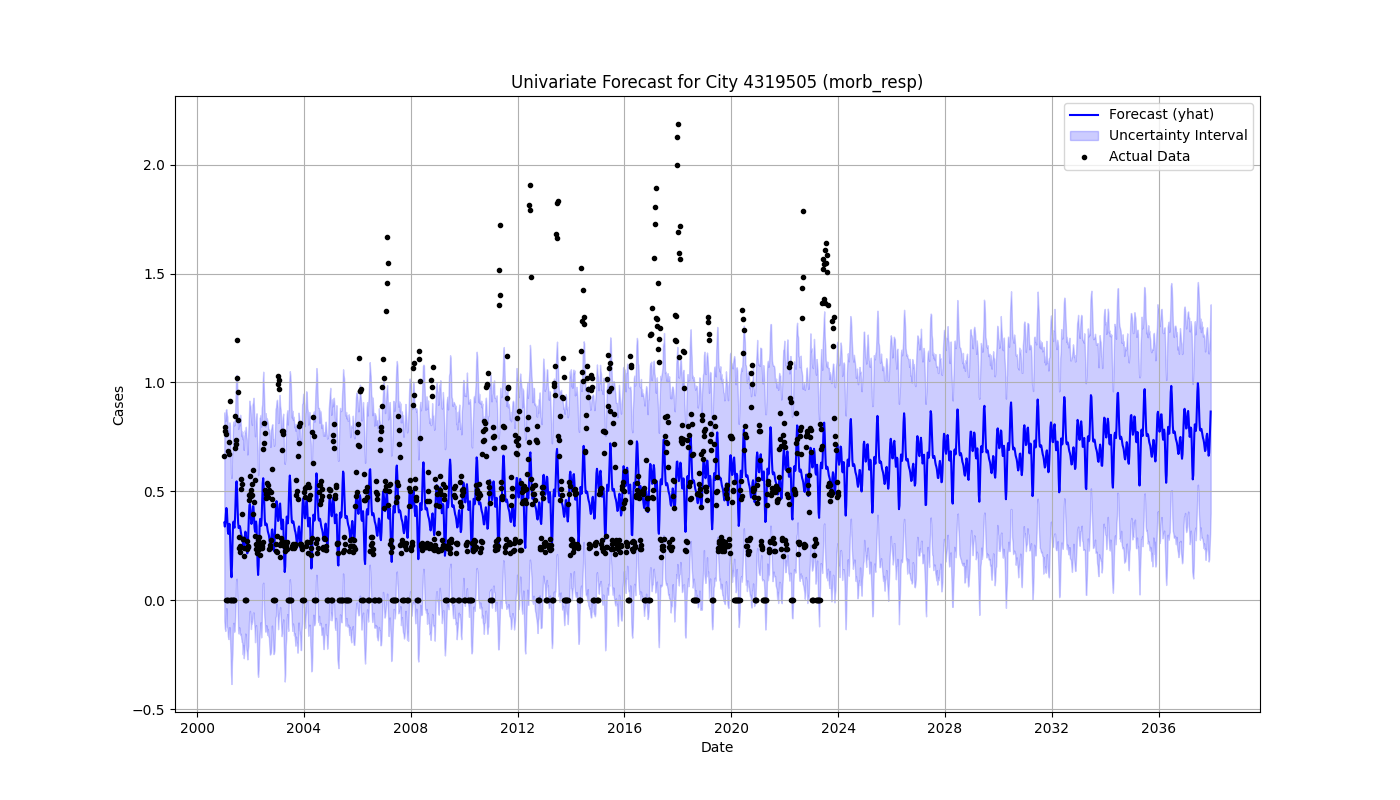 Univariate Forecast for City 4319505 (morb_resp)
Forecast (yhat)
Uncertainty Interval
Actual Data
Cases
2.0
1.5
1.0
0.5
0.0
−0.5
2000 2004 2008 2012 2016 2020 2024 2028 2032 2036
Date